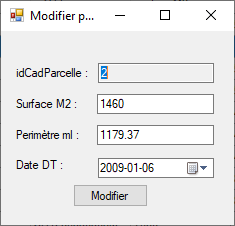 Modifier p...
idCadParcelle : 2
Surface M2 : 1460
Perimètre ml : 1179.37
Date DT : 2009-01-06
Modifier